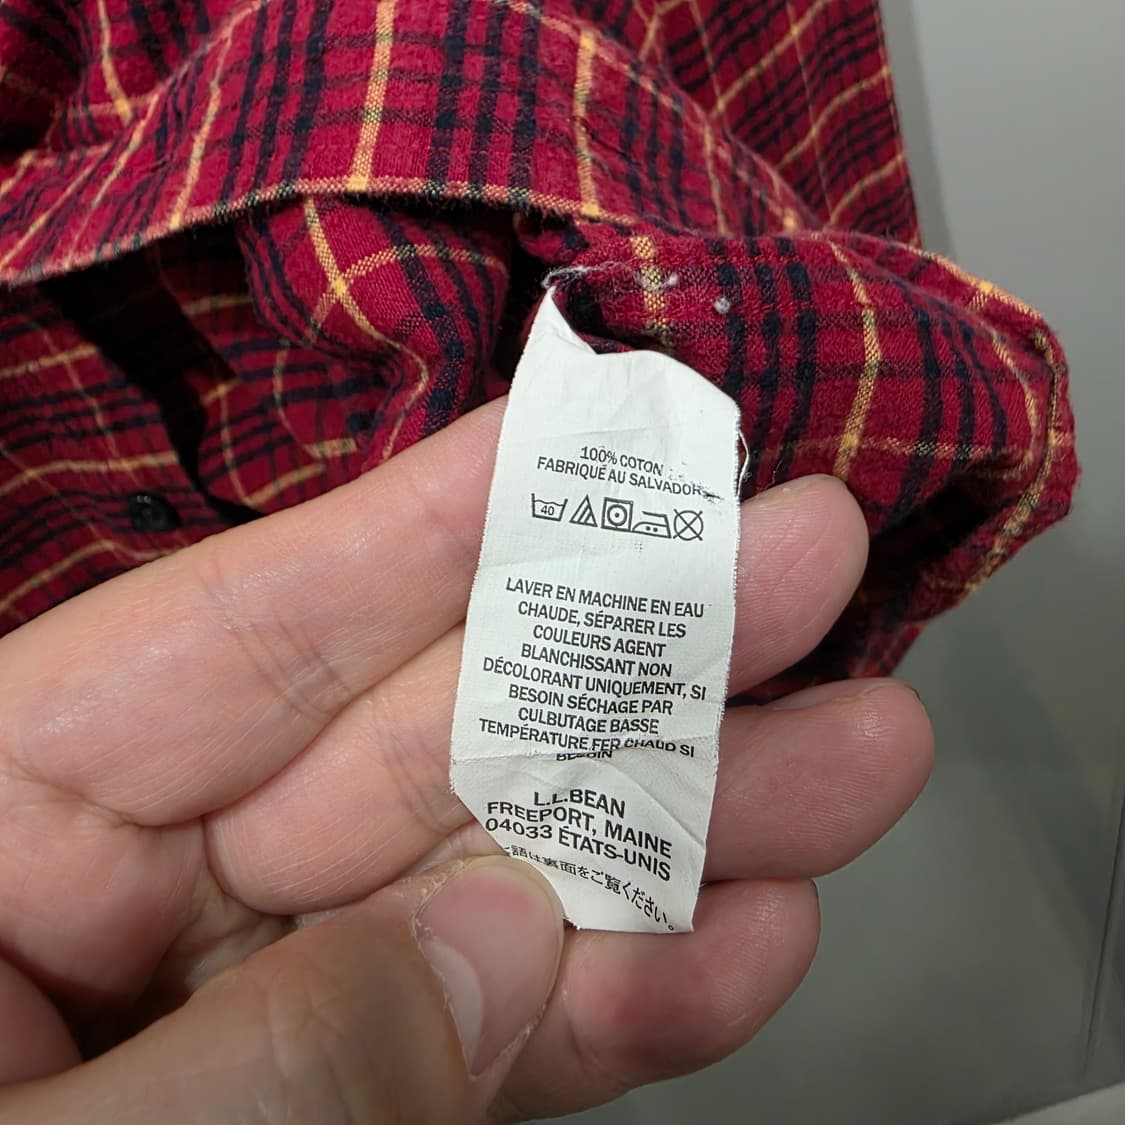 100% COTON
FABRIQUÉ AU SALVADOR
40
LAVER EN MACHINE EN EAU
CHAUDE, SÉPARER LES
COULEURS AGENT
BLANCHISSANT NON
DÉCOLORANT UNIQUEMENT, SI
BESOIN SÉCHAGE PAR
CULBUTAGE BASSE
TEMPÉRATURE FER CHAUD SI
BESOIN
L.L.BEAN
FREEPORT, MAINE
04033 ÉTATS-UNIS
語は裏面をご覧ください。